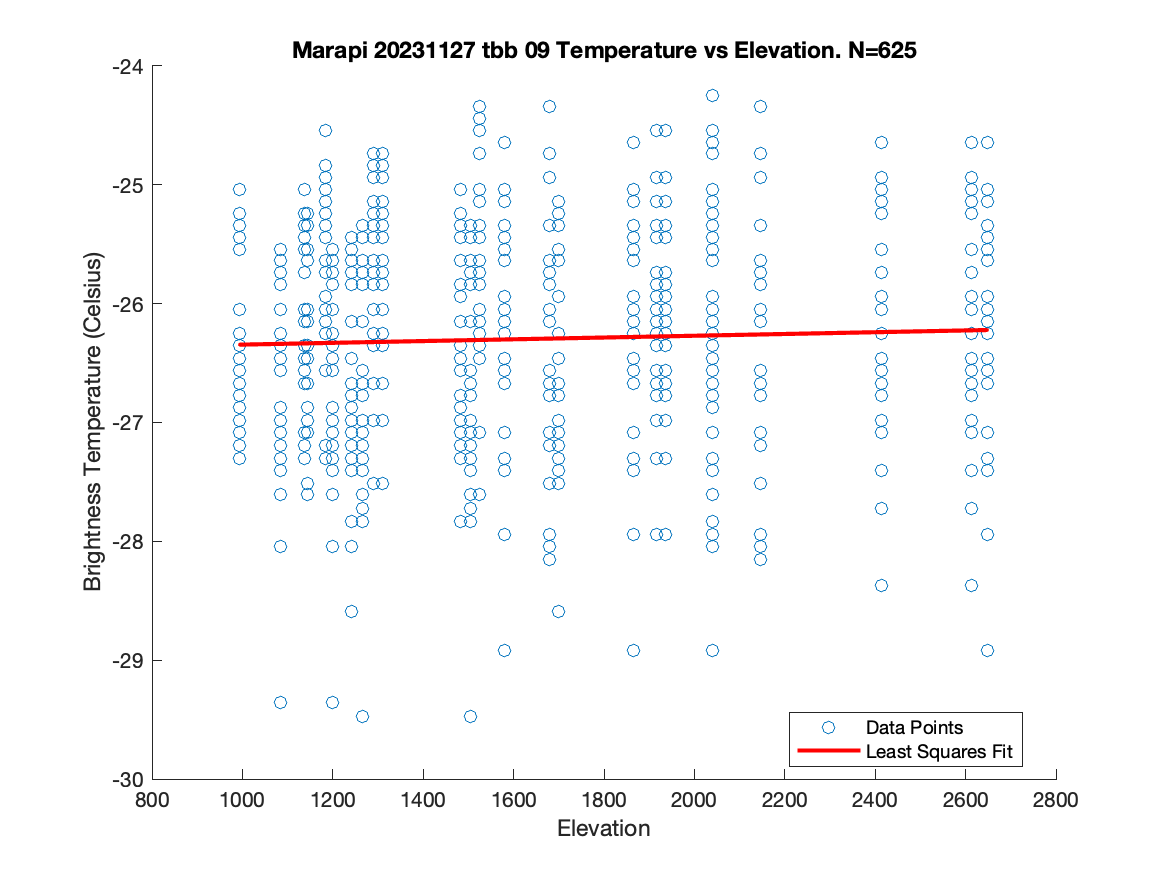 Marapi 20231127 tbb 09 Temperature vs Elevation. N=625
-24
-25
-26
-27
-28
-29
-30
Brightness Temperature (Celsius)
Data Points
Least Squares Fit
800 1000 1200 1400 1600 1800 2000 2200 2400 2600 2800
Elevation